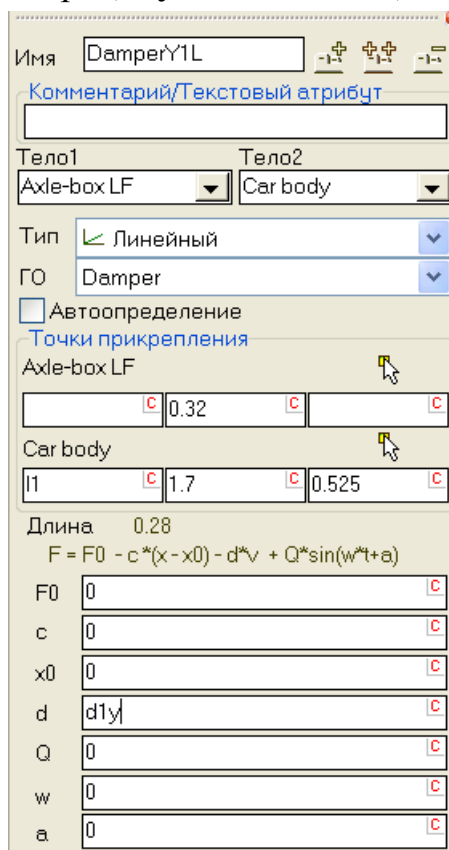 Имя DamperY1L
Комментарий/Текстовый атрибут
Тело1 Тело2
Axle-box LF Car body
Тип Линейный
ГО Damper
Автоопределение
Точки прикрепления
Axle-box LF
C 0.32 C C
Car body
l1 C 1.7 C 0.525 C
Длина 0.28
F = F0 - c*(x-x0) - d*v + Q*sin(w*t+a)
F0 0 C
c 0 C
x0 0 C
d d1y C
Q 0 C
w 0 C
a 0 C